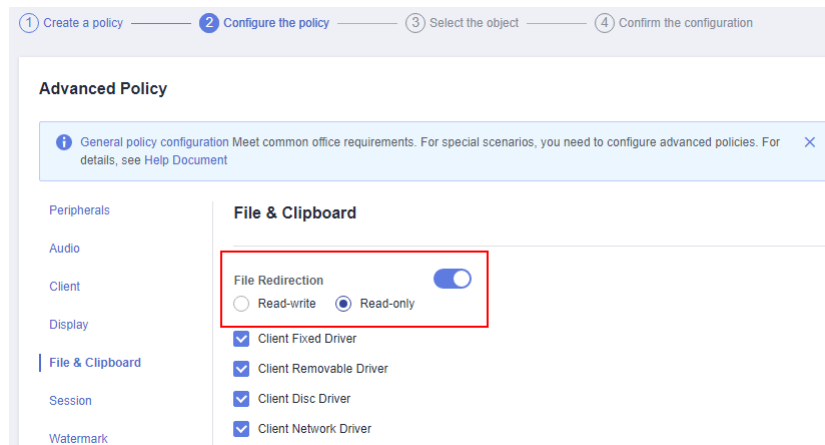 1 Create a policy 2 Configure the policy 3 Select the object 4 Confirm the configuration
Advanced Policy
General policy configuration Meet common office requirements. For special scenarios, you need to configure advanced policies. For
details, see Help Document
Peripherals
Audio
Client
Display
File & Clipboard
Session
Watermark
File & Clipboard
File Redirection
Read-write Read-only
Client Fixed Driver
Client Removable Driver
Client Disc Driver
Client Network Driver